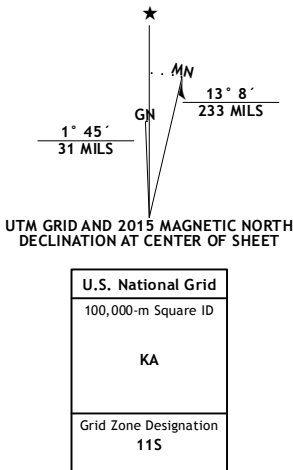 ★
MN
GN
13° 8´
233 MILS
1° 45´
31 MILS
UTM GRID AND 2015 MAGNETIC NORTH
DECLINATION AT CENTER OF SHEET
U.S. National Grid
100,000-m Square ID
KA
Grid Zone Designation
11S